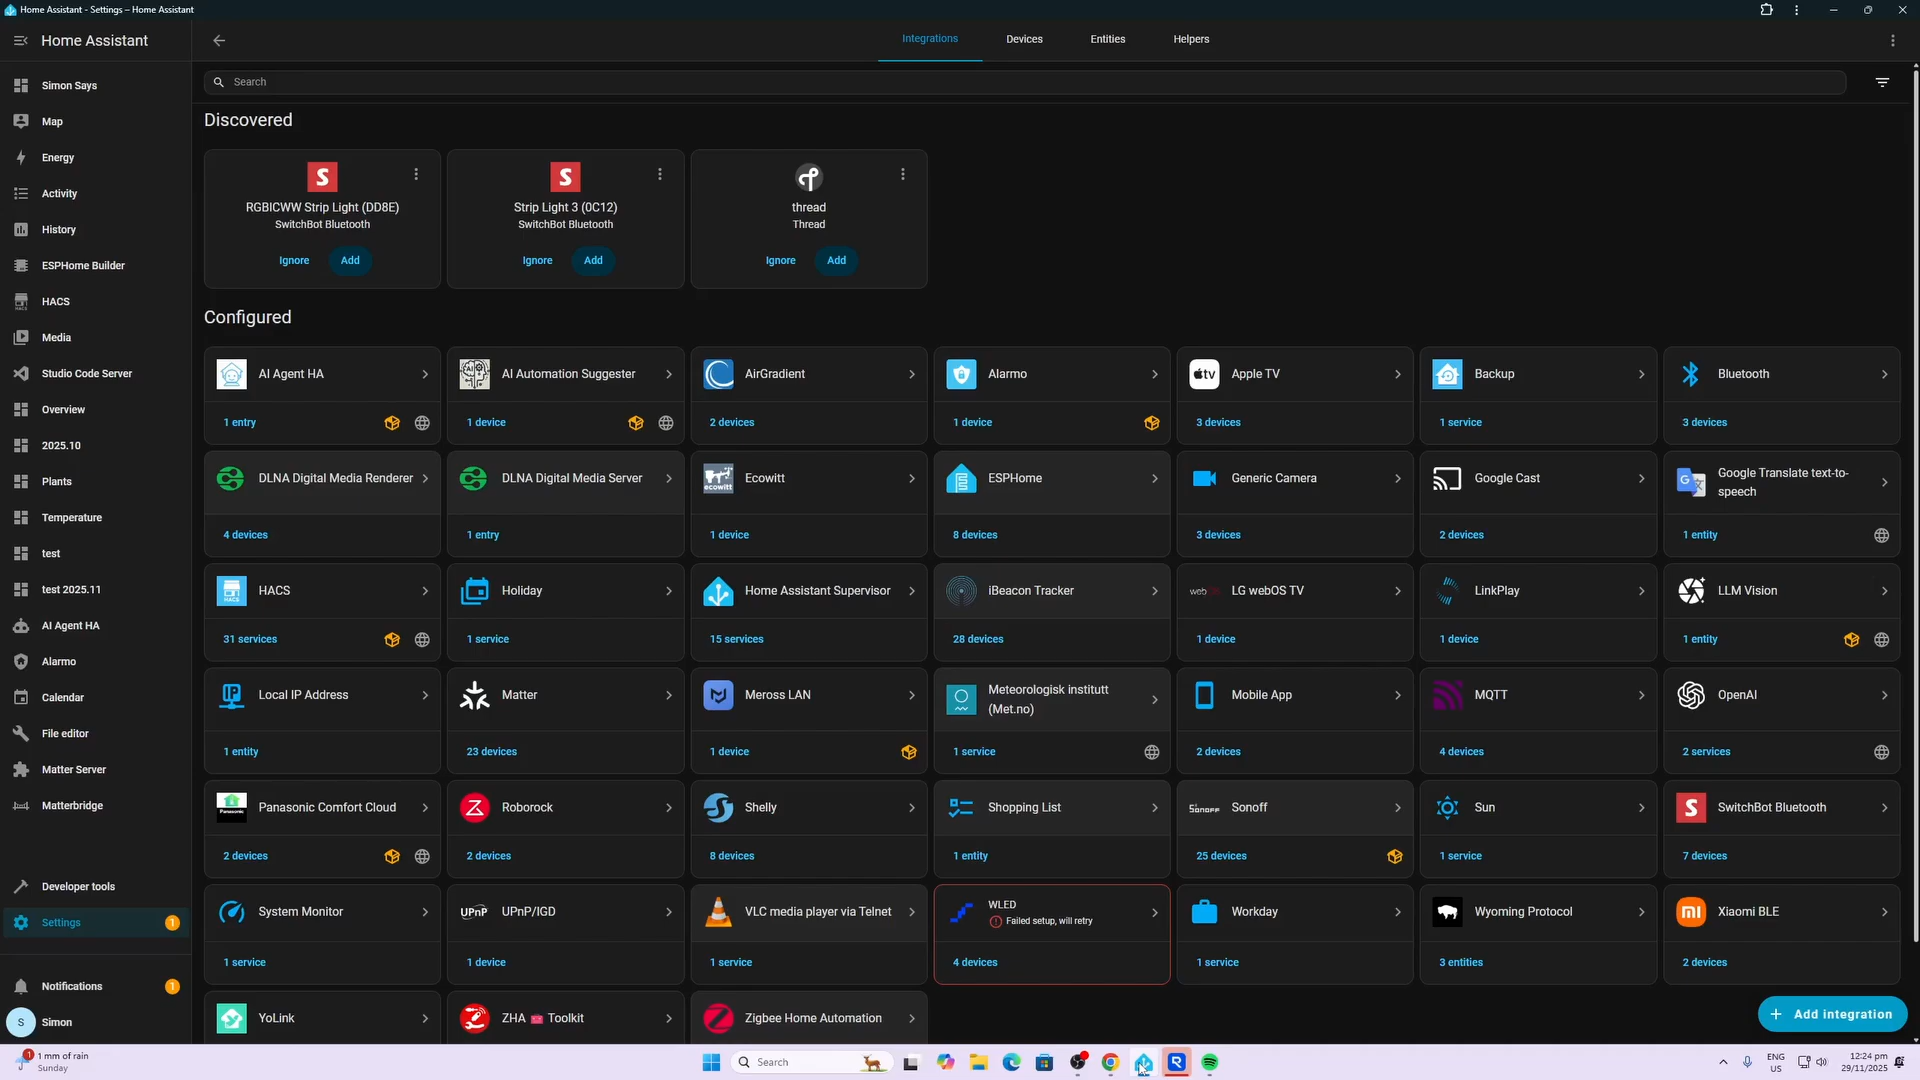 Home Assistant - Settings – Home Assistant
Home Assistant
Integrations
Devices
Entities
Helpers
Simon Says
Map
Energy
Activity
History
ESPHome Builder
HACS
Media
Studio Code Server
Overview
2025.10
Plants
Temperature
test
test 2025.11
AI Agent HA
Alarmo
Calendar
File editor
Matter Server
Matterbridge
Developer tools
Settings
1
Notifications
1
S
Simon
Search
Discovered
RGBICWW Strip Light (DD8E)
SwitchBot Bluetooth
Ignore
Add
Strip Light 3 (0C12)
SwitchBot Bluetooth
Ignore
Add
thread
Thread
Ignore
Add
Configured
AI Agent HA
1 entry
AI Automation Suggester
1 device
AirGradient
2 devices
Alarmo
1 device
Apple TV
3 devices
Backup
1 service
Bluetooth
3 devices
DLNA Digital Media Renderer
4 devices
DLNA Digital Media Server
1 entry
ecowitt
Ecowitt
1 device
ESPHome
8 devices
Generic Camera
3 devices
Google Cast
2 devices
Google Translate text-to-
speech
1 entity
HACS
31 services
Holiday
1 service
Home Assistant Supervisor
15 services
iBeacon Tracker
28 devices
LG webOS TV
1 device
LinkPlay
1 device
LLM Vision
1 entity
IP
Local IP Address
1 entity
Matter
23 devices
Meross LAN
1 device
Meteorologisk institutt
(Met.no)
1 service
Mobile App
2 devices
MQTT
4 devices
OpenAI
2 services
Panasonic Comfort Cloud
2 devices
Roborock
2 devices
Shelly
8 devices
Shopping List
1 entity
SONOFF
Sonoff
25 devices
Sun
1 service
SwitchBot Bluetooth
7 devices
System Monitor
1 service
UPnP
UPnP/IGD
1 device
VLC media player via Telnet
1 service
WLED
Failed setup, will retry
4 devices
Workday
1 service
Wyoming Protocol
3 entities
Xiaomi BLE
2 devices
YoLink
ZHA Toolkit
Zigbee Home Automation
Add integration
1
1 mm of rain
Sunday
Search
ENG
US
12:24 pm
29/11/2025